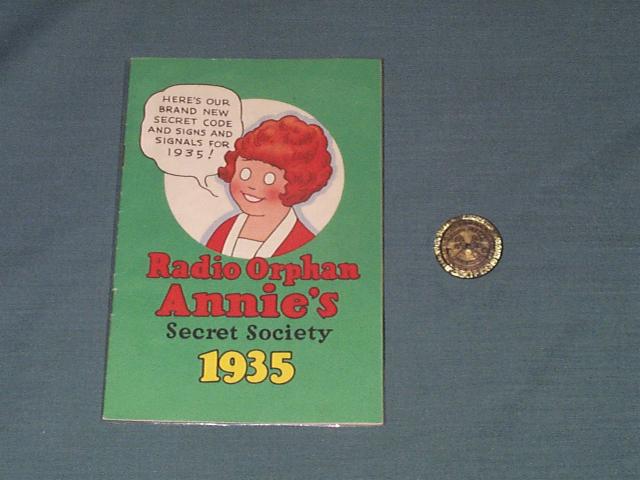 HERE'S OUR
BRAND NEW
SECRET CODE
AND SIGNS AND
SIGNALS FOR
1935!
Radio Orphan
Annie's
Secret Society
1935